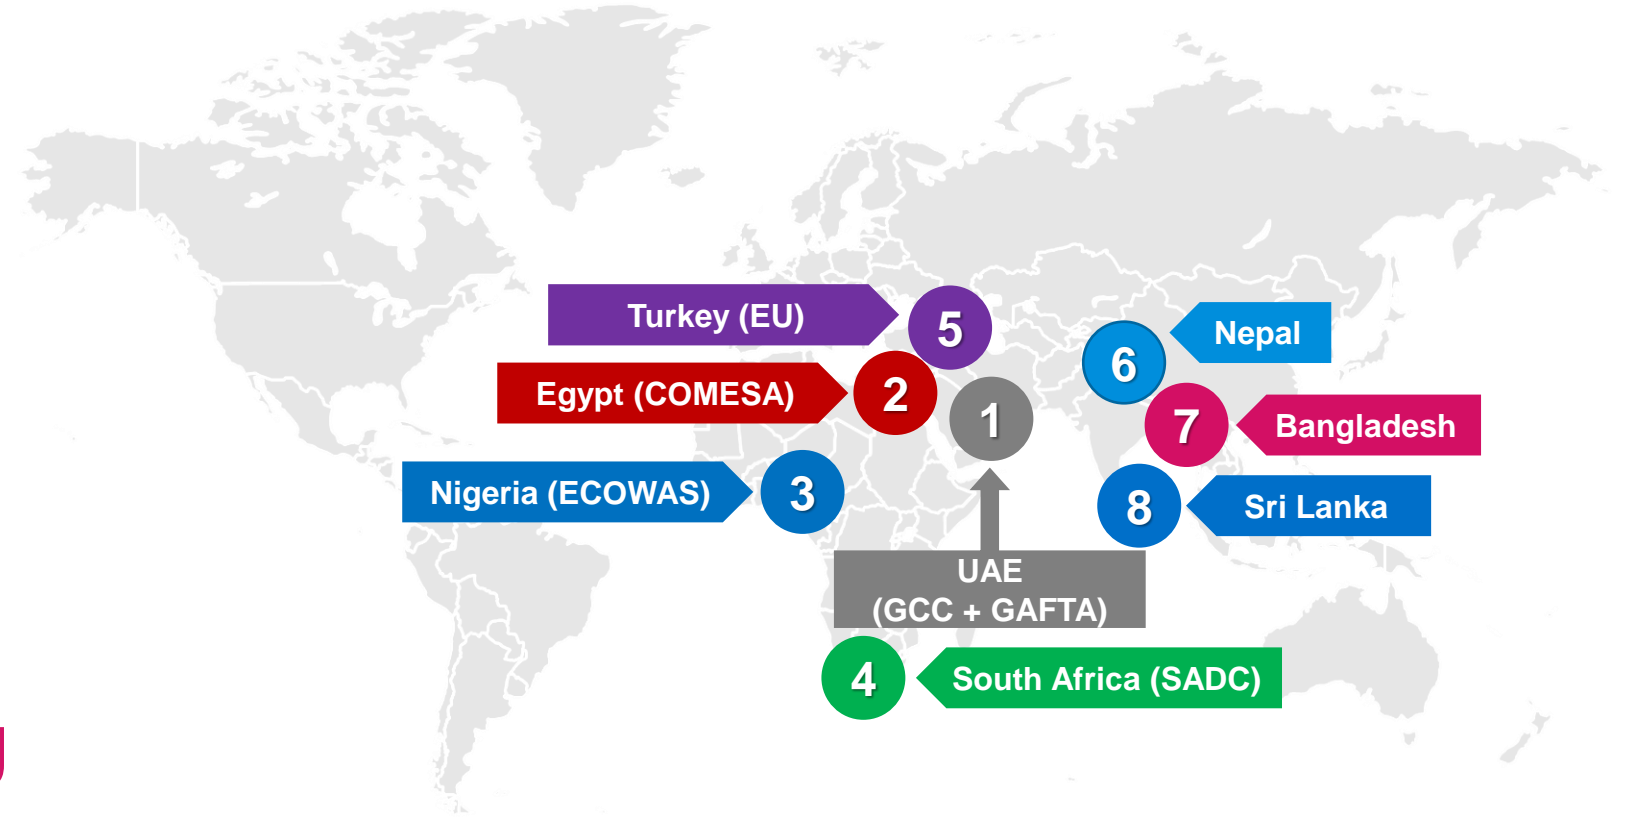 Turkey (EU)
5
Nepal
6
Egypt (COMESA)
2
1
7
Bangladesh
Nigeria (ECOWAS)
3
8
Sri Lanka
UAE
(GCC + GAFTA)
4
South Africa (SADC)